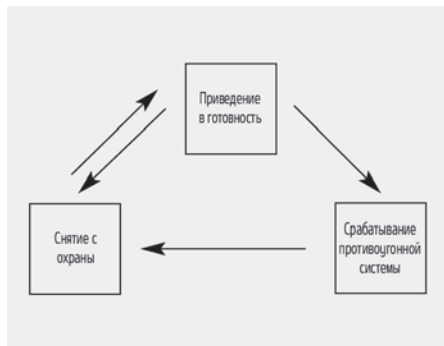 Приведение
в готовность
Снятие с
охраны
Срабатывание
противоугонной
системы